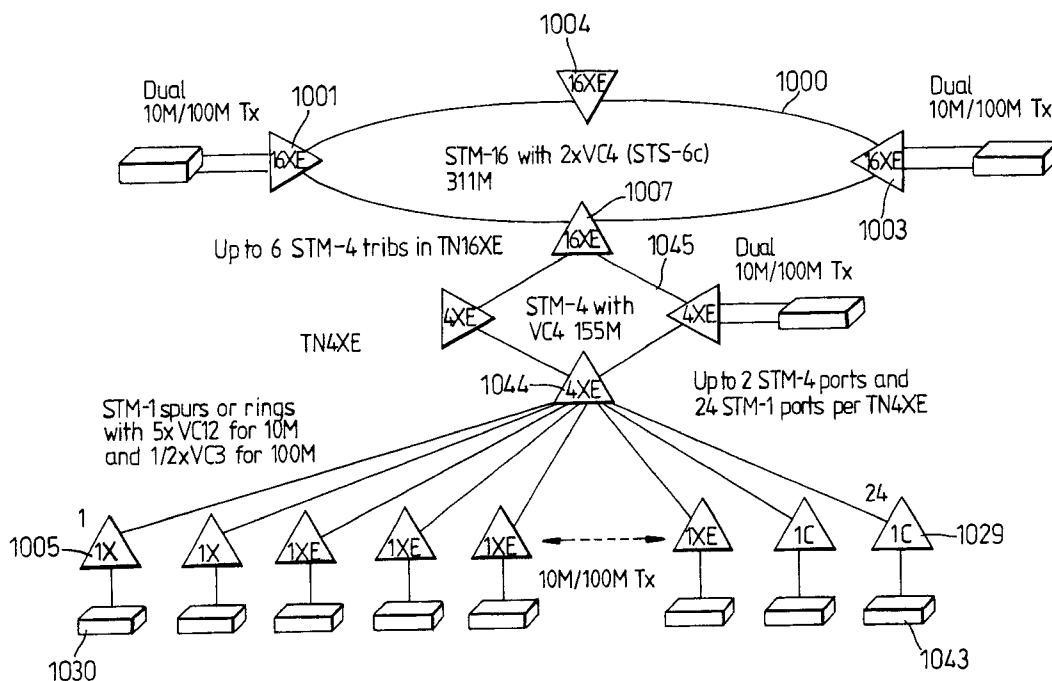 1004
1000
Dual
10M/100M Tx
1001
16XE
Dual
10M/100M Tx
16XE
16XE
STM-16 with 2xVC4 (STS-6c)
311M
1007
1003
16XE
Up to 6 STM-4 tribs in TN16XE
1045
Dual
10M/100M Tx
4XE
STM-4 with
VC4 155M
4XE
TN4XE
1044
4XE
Up to 2 STM-4 ports and
24 STM-1 ports per TN4XE
STM-1 spurs or rings
with 5x VC12 for 10M
and 1/2xVC3 for 100M
1
24
1005
1X
1X
1XE
1XE
1XE
1XE
1C
1C
1029
10M/100M Tx
1030
1043